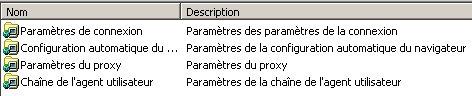 Nom Description
Paramètres de connexion Paramètres des paramètres de la connexion
Configuration automatique du ... Paramètres de la configuration automatique du navigateur
Paramètres du proxy Paramètres du proxy
Chaîne de l'agent utilisateur Paramètres de la chaîne de l'agent utilisateur